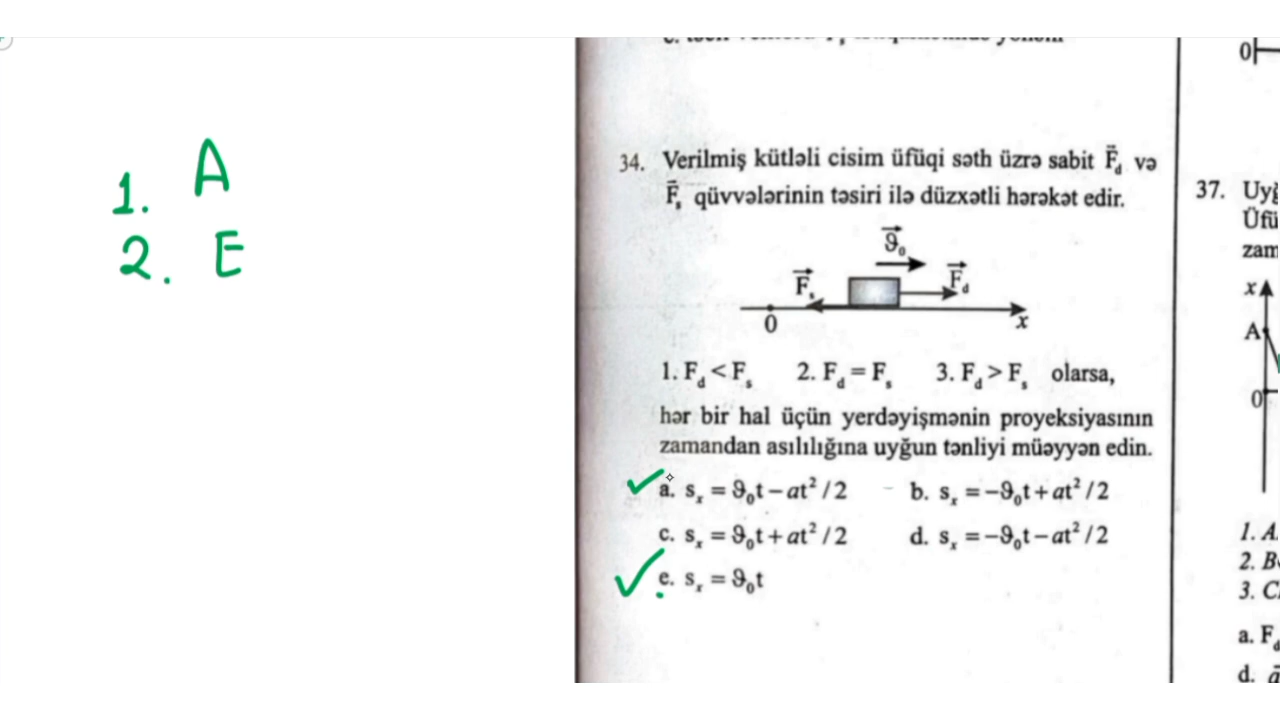 1. A
2. E
34. Verilmiş kütləli cisim üfüqi səth üzrə sabit F⃗d və
F⃗s qüvvələrinin təsiri ilə düzxətli hərəkət edir.
ϑ⃗₀
F⃗s
F⃗d
0
x
1. Fd < Fs 2. Fd = Fs 3. Fd > Fs olarsa,
hər bir hal üçün yerdəyişmənin proyeksiyasının
zamandan asılılığına uyğun tənliyi müəyyən edin.
a. sx = ϑ₀t − at² /2 b. sx = −ϑ₀t + at² /2
c. sx = ϑ₀t + at² /2 d. sx = −ϑ₀t − at² /2
e. sx = ϑ₀t
0
37.
x
A
0
1. A
2. B
3. C
a. F
d.